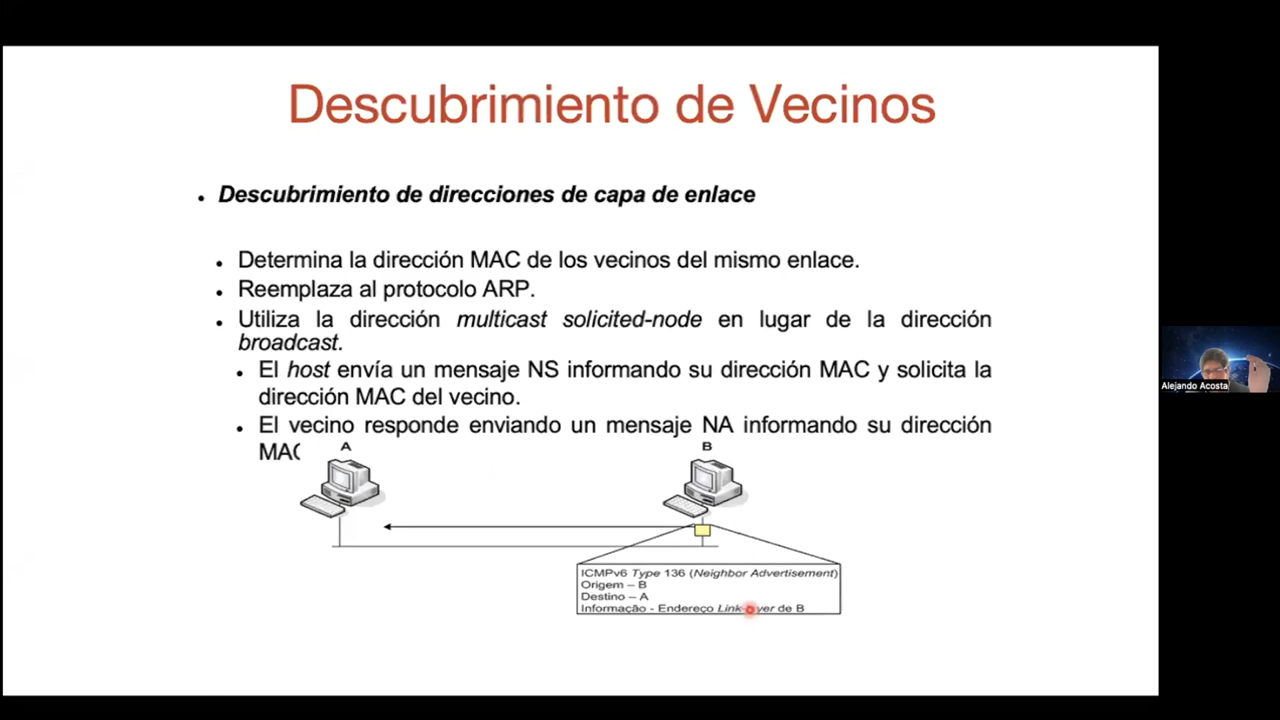 Descubrimiento de Vecinos
• Descubrimiento de direcciones de capa de enlace
• Determina la dirección MAC de los vecinos del mismo enlace.
• Reemplaza al protocolo ARP.
• Utiliza la dirección multicast solicited-node en lugar de la dirección
broadcast.
• El host envía un mensaje NS informando su dirección MAC y solicita la
dirección MAC del vecino.
• El vecino responde enviando un mensaje NA informando su dirección
MAC
A
B
ICMPv6 Type 136 (Neighbor Advertisement)
Origem – B
Destino – A
Informação - Endereço de B
Alejando Acosta